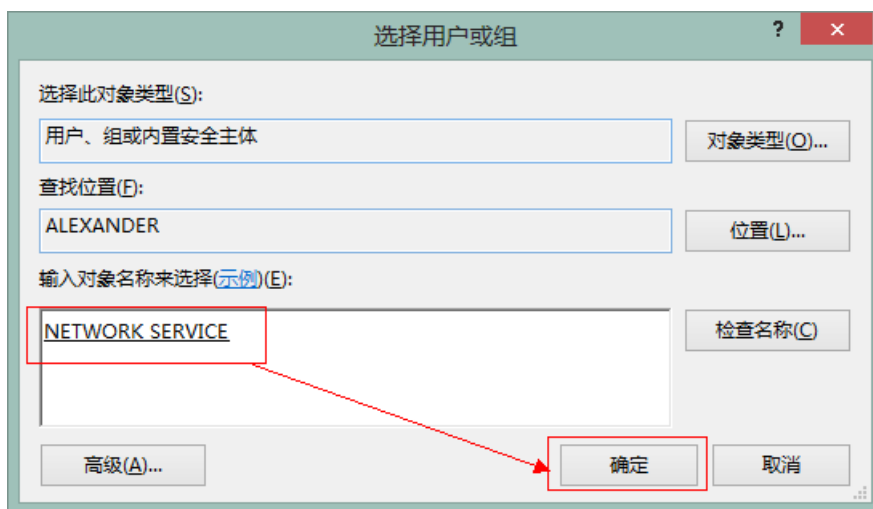 选择用户或组
? ×
选择此对象类型(S):
用户、组或内置安全主体
对象类型(O)...
查找位置(F):
ALEXANDER
位置(L)...
输入对象名称来选择(示例)(E):
NETWORK SERVICE
检查名称(C)
高级(A)...
确定
取消